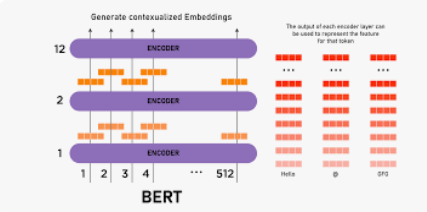 Generate contexualized Embeddings
12 ENCODER
2 ENCODER
1 ENCODER
1 2 3 4 ... 512
BERT
The output of each encoder layer can
be used to represent the feature
for that token
... ... ...
Hello @ GFG